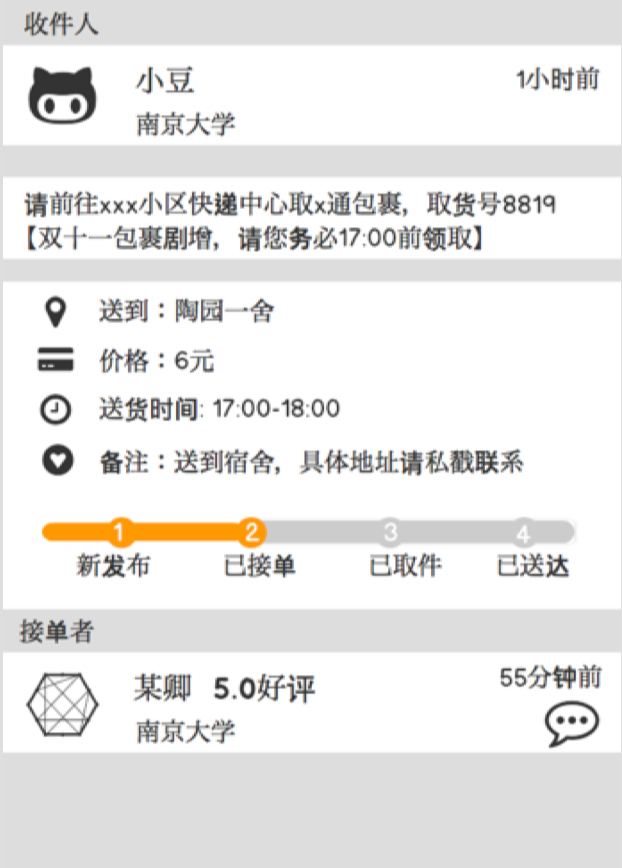 收件人
小豆
1小时前
南京大学
请前往xxx小区快递中心取x通包裹，取货号8819
【双十一包裹剧增，请您务必17:00前领取】
送到：陶园一舍
价格：6元
送货时间: 17:00-18:00
备注：送到宿舍，具体地址请私戳联系
1 2 3 4
新发布 已接单 已取件 已送达
接单者
某卿 5.0好评
55分钟前
南京大学